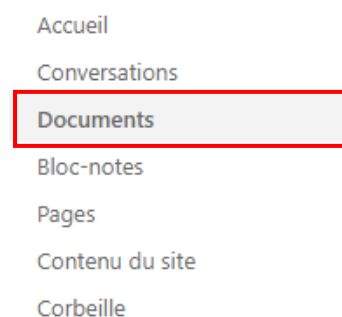 Accueil
Conversations
Documents
Bloc-notes
Pages
Contenu du site
Corbeille